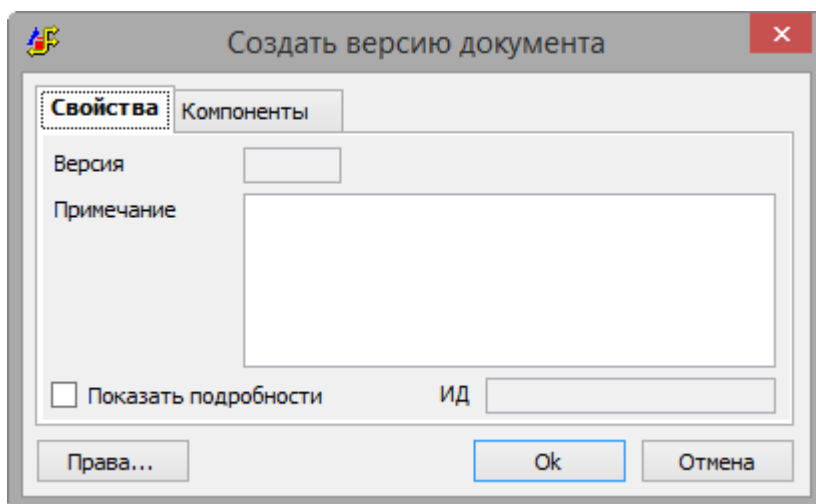 Создать версию документа
Свойства Компоненты
Версия
Примечание
Показать подробности ИД
Права... Ok Отмена